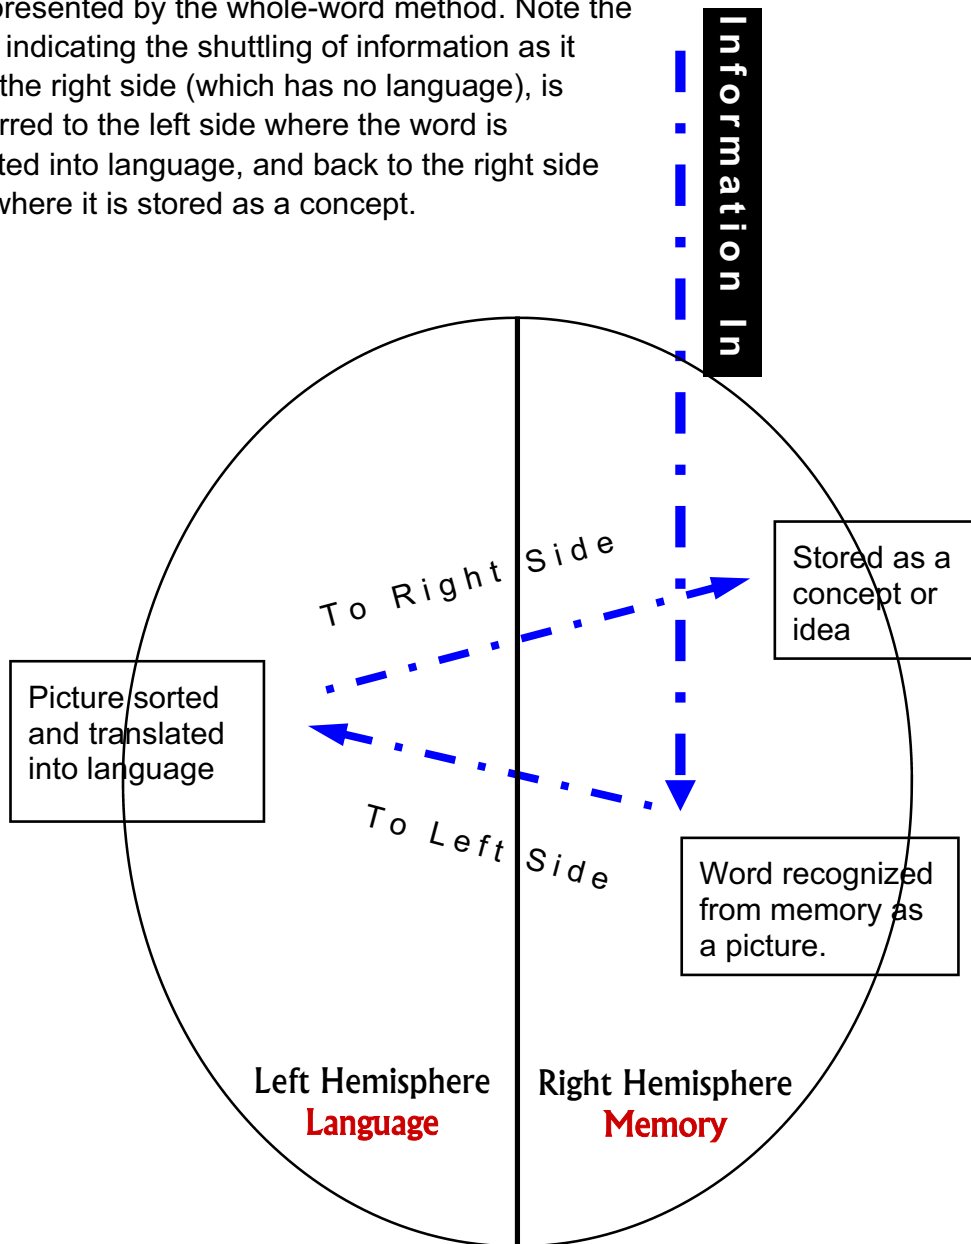 presented by the whole-word method. Note the
indicating the shuttling of information as it
the right side (which has no language), is
rred to the left side where the word is
ted into language, and back to the right side
where it is stored as a concept.
Information In
To Right Side
Stored as a
concept or
idea
Picture sorted
and translated
into language
To Left Side
Word recognized
from memory as
a picture.
Left Hemisphere
Language
Right Hemisphere
Memory